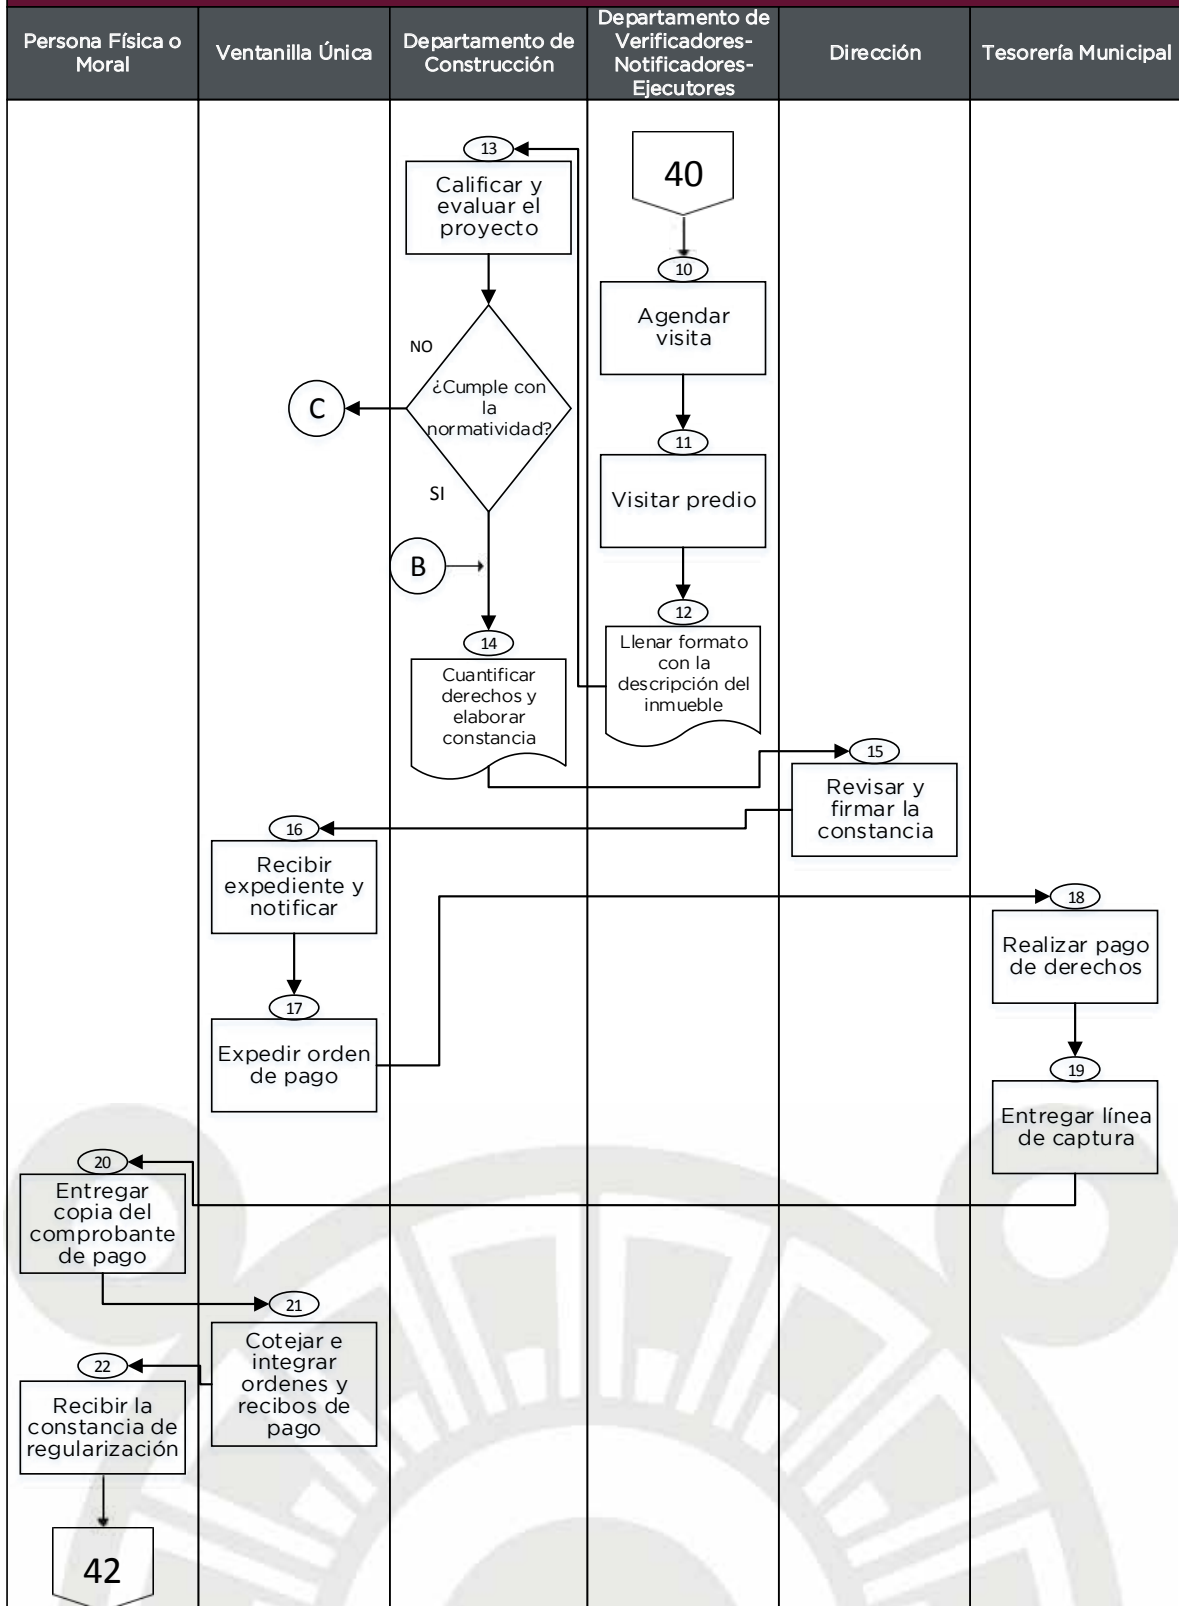 Persona Física o
Moral
Ventanilla Única
Departamento de
Construcción
Departamento de
Verificadores-
Notificadores-
Ejecutores
Dirección
Tesorería Municipal
13
Calificar y
evaluar el
proyecto
40
10
Agendar
visita
NO
¿Cumple con
la
normatividad?
C
11
Visitar predio
SI
B
12
Llenar formato
con la
descripción del
inmueble
14
Cuantificar
derechos y
elaborar
constancia
15
Revisar y
firmar la
constancia
16
Recibir
expediente y
notificar
18
Realizar pago
de derechos
17
Expedir orden
de pago
19
Entregar línea
de captura
20
Entregar
copia del
comprobante
de pago
21
Cotejar e
integrar
ordenes y
recibos de
pago
22
Recibir la
constancia de
regularización
42